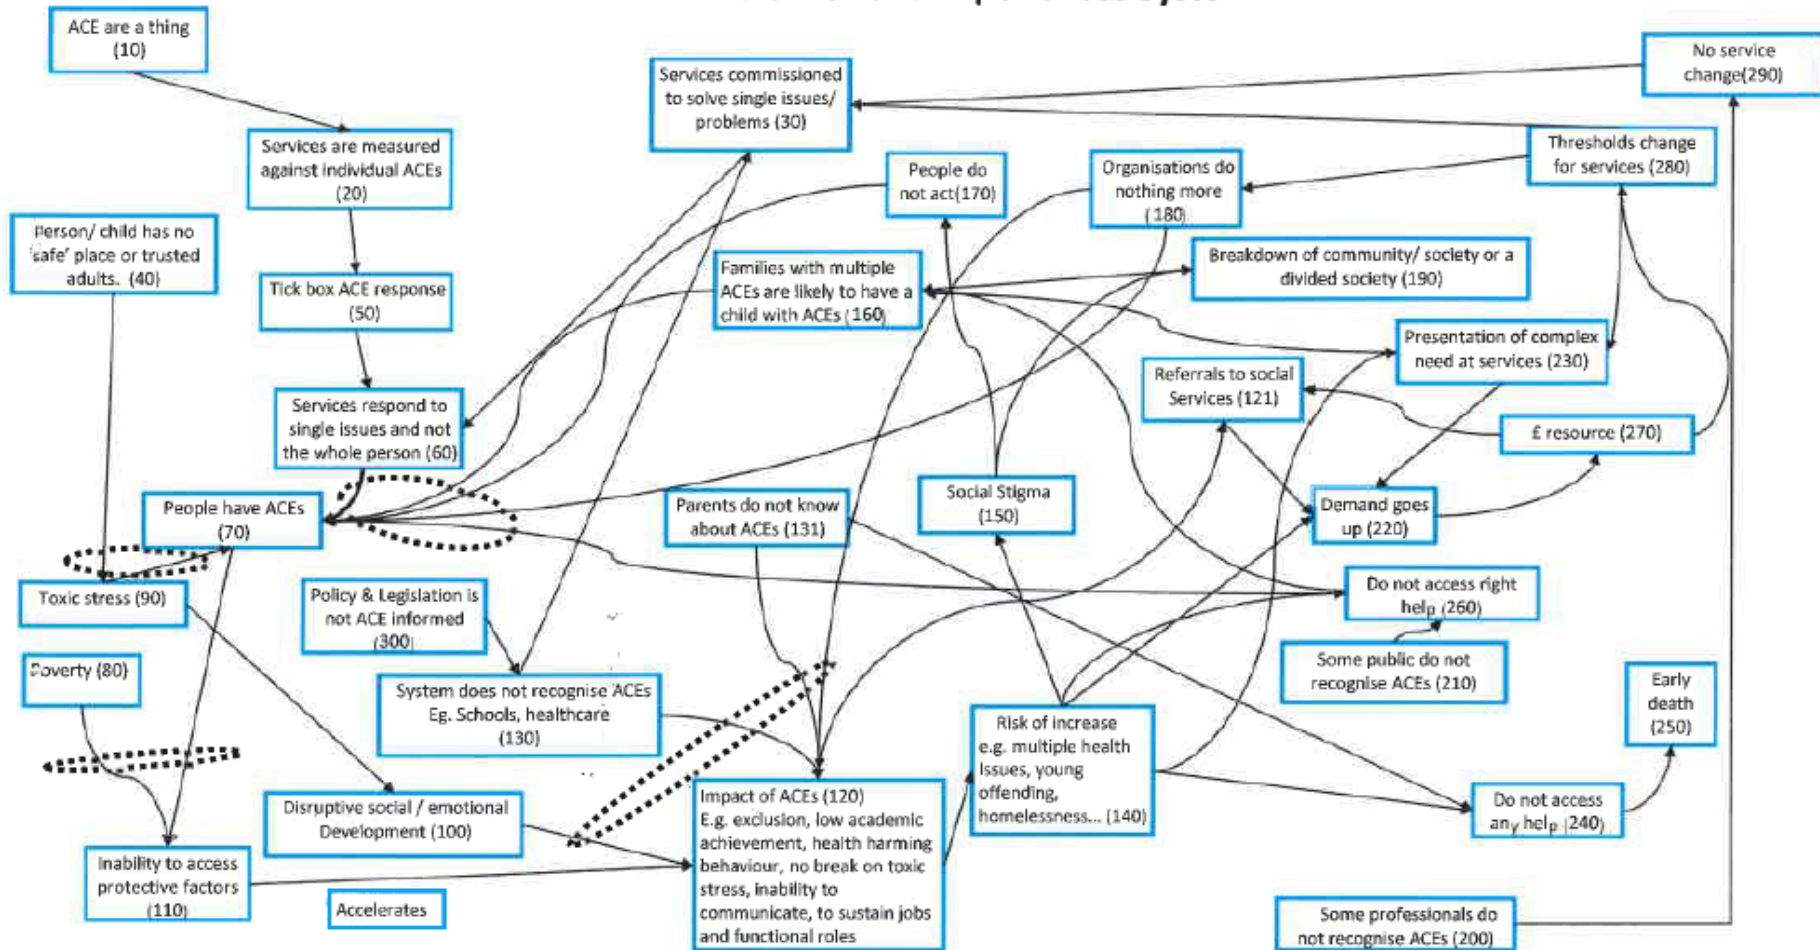 ACE are a thing
(10)
Services are measured
against individual ACEs
(20)
Person/ child has no
'safe' place or trusted
adults. (40)
Tick box ACE response
(50)
Services respond to
single issues and not
the whole person (60)
People have ACEs
(70)
Toxic stress (90)
Poverty (80)
Policy & Legislation is
not ACE informed
(300)
System does not recognise ACEs
Eg. Schools, healthcare
(130)
Disruptive social / emotional
Development (100)
Inability to access
protective factors
(110)
Accelerates
Services commissioned
to solve single issues/
problems (30)
People do
not act(170)
Organisations do
nothing more
(180)
Families with multiple
ACEs are likely to have a
child with ACEs (160)
Breakdown of community/ society or a
divided society (190)
No service
change(290)
Thresholds change
for services (280)
Presentation of complex
need at services (230)
Referrals to social
Services (121)
£ resource (270)
Parents do not know
about ACEs (131)
Social Stigma
(150)
Demand goes
up (220)
Do not access right
help (260)
Some public do not
recognise ACEs (210)
Early
death
(250)
Impact of ACEs (120)
E.g. exclusion, low academic
achievement, health harming
behaviour, no break on toxic
stress, inability to
communicate, to sustain jobs
and functional roles
Risk of increase
e.g. multiple health
Issues, young
offending,
homelessness... (140)
Do not access
any help (240)
Some professionals do
not recognise ACEs (200)